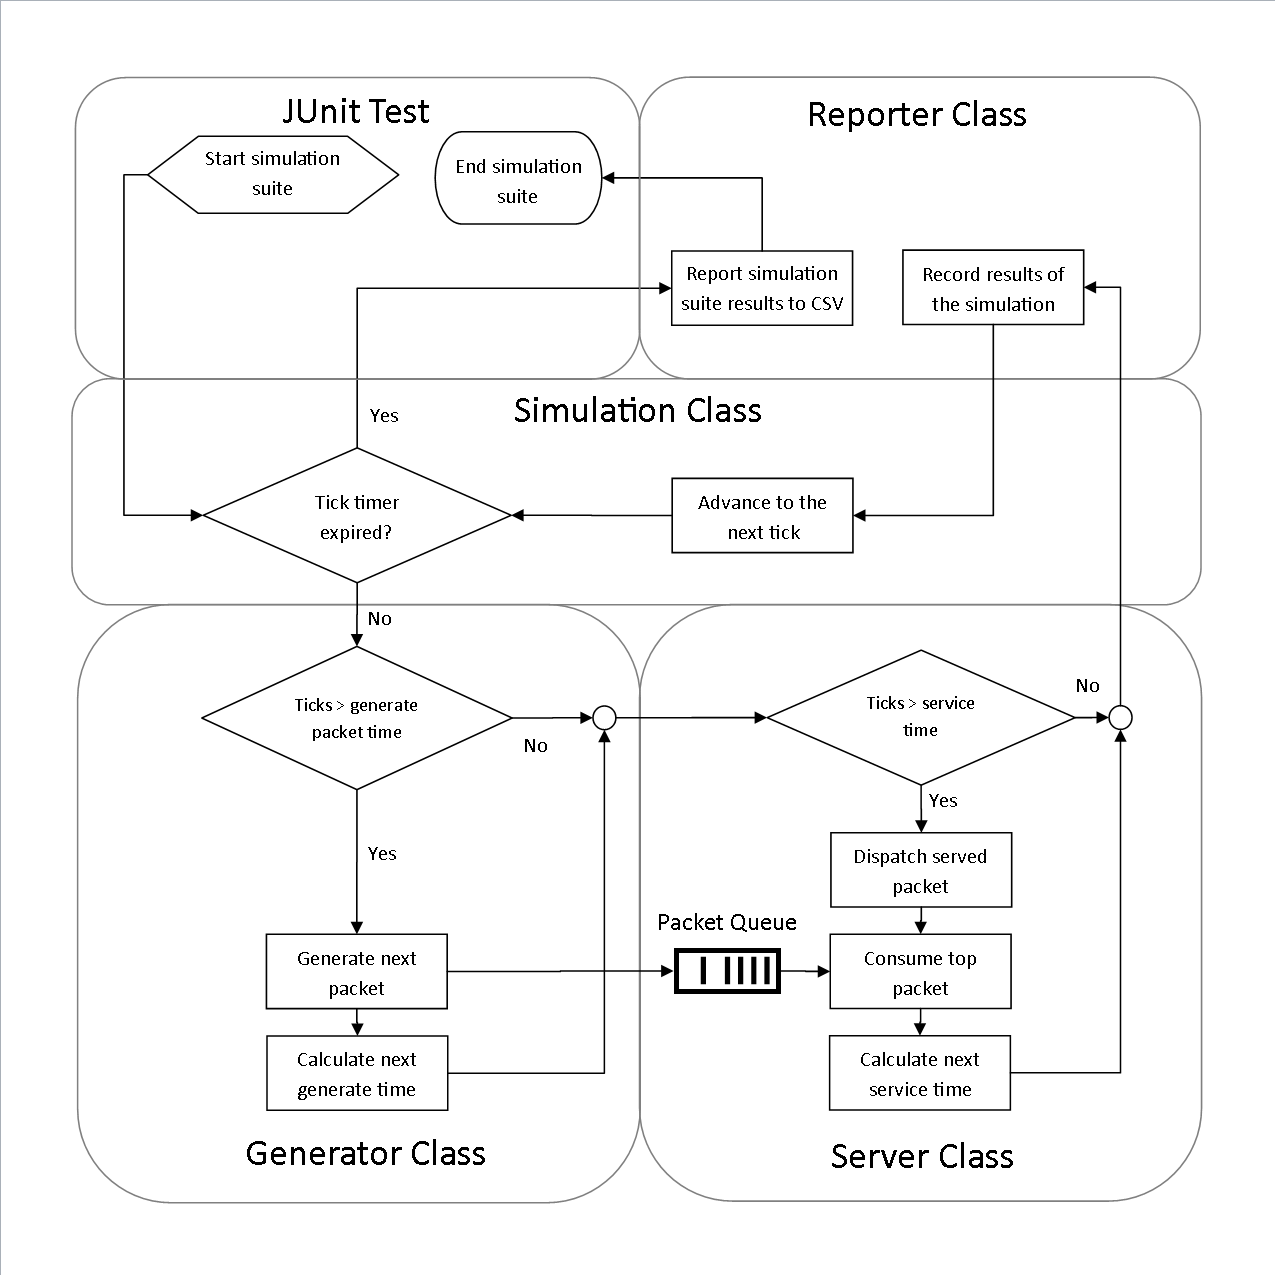 JUnit Test
Reporter Class
Start simulation
suite
End simulation
suite
Report simulation
suite results to CSV
Record results of
the simulation
Simulation Class
Yes
Tick timer
expired?
Advance to the
next tick
No
Ticks > generate
packet time
No
Ticks > service
time
No
Yes
Yes
Dispatch served
packet
Packet Queue
Generate next
packet
Consume top
packet
Calculate next
generate time
Calculate next
service time
Generator Class
Server Class